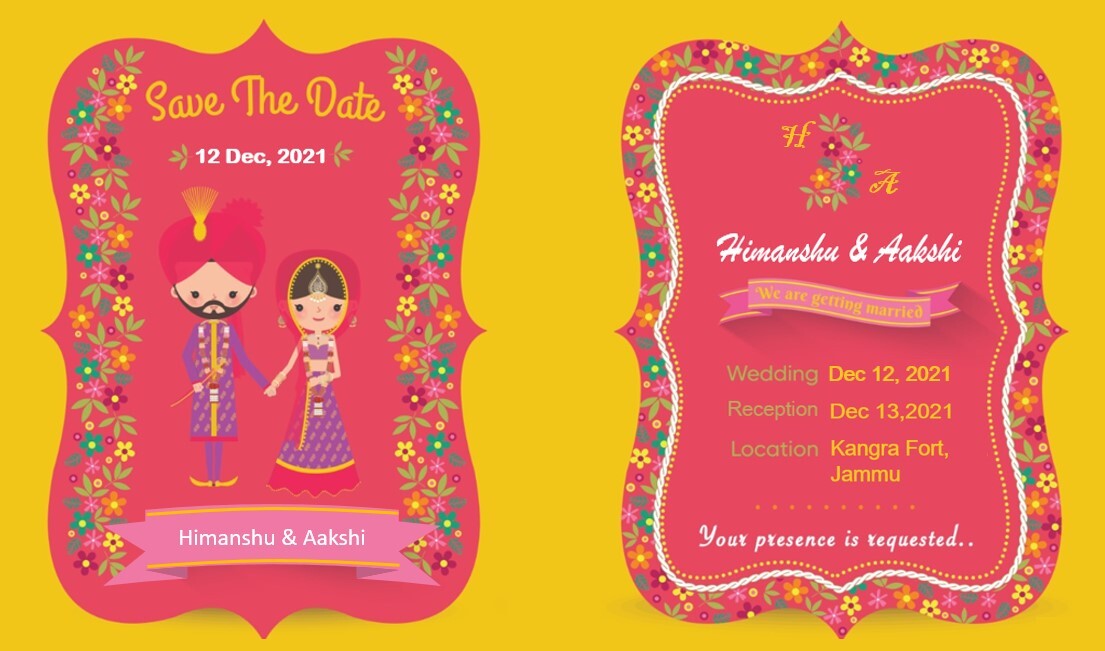 Save The Date
12 Dec, 2021
Himanshu & Aakshi
H
A
Himanshu & Aakshi
We are getting married
Wedding Dec 12, 2021
Reception Dec 13,2021
Location Kangra Fort,
Jammu
Your presence is requested..